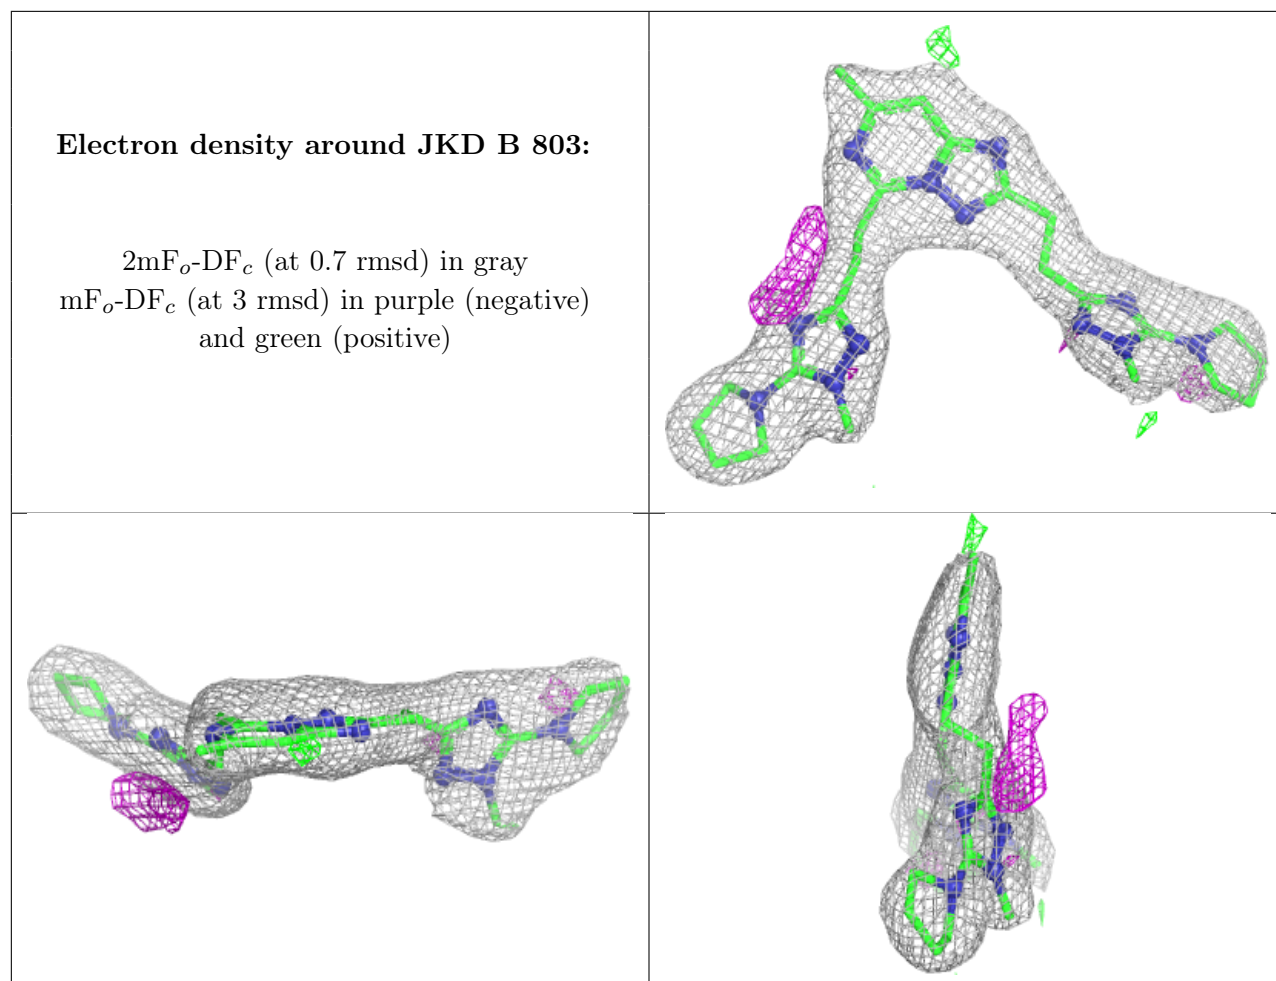 Electron density around JKD B 803:
2mFₒ-DF𝒸 (at 0.7 rmsd) in gray
mFₒ-DF𝒸 (at 3 rmsd) in purple (negative)
and green (positive)